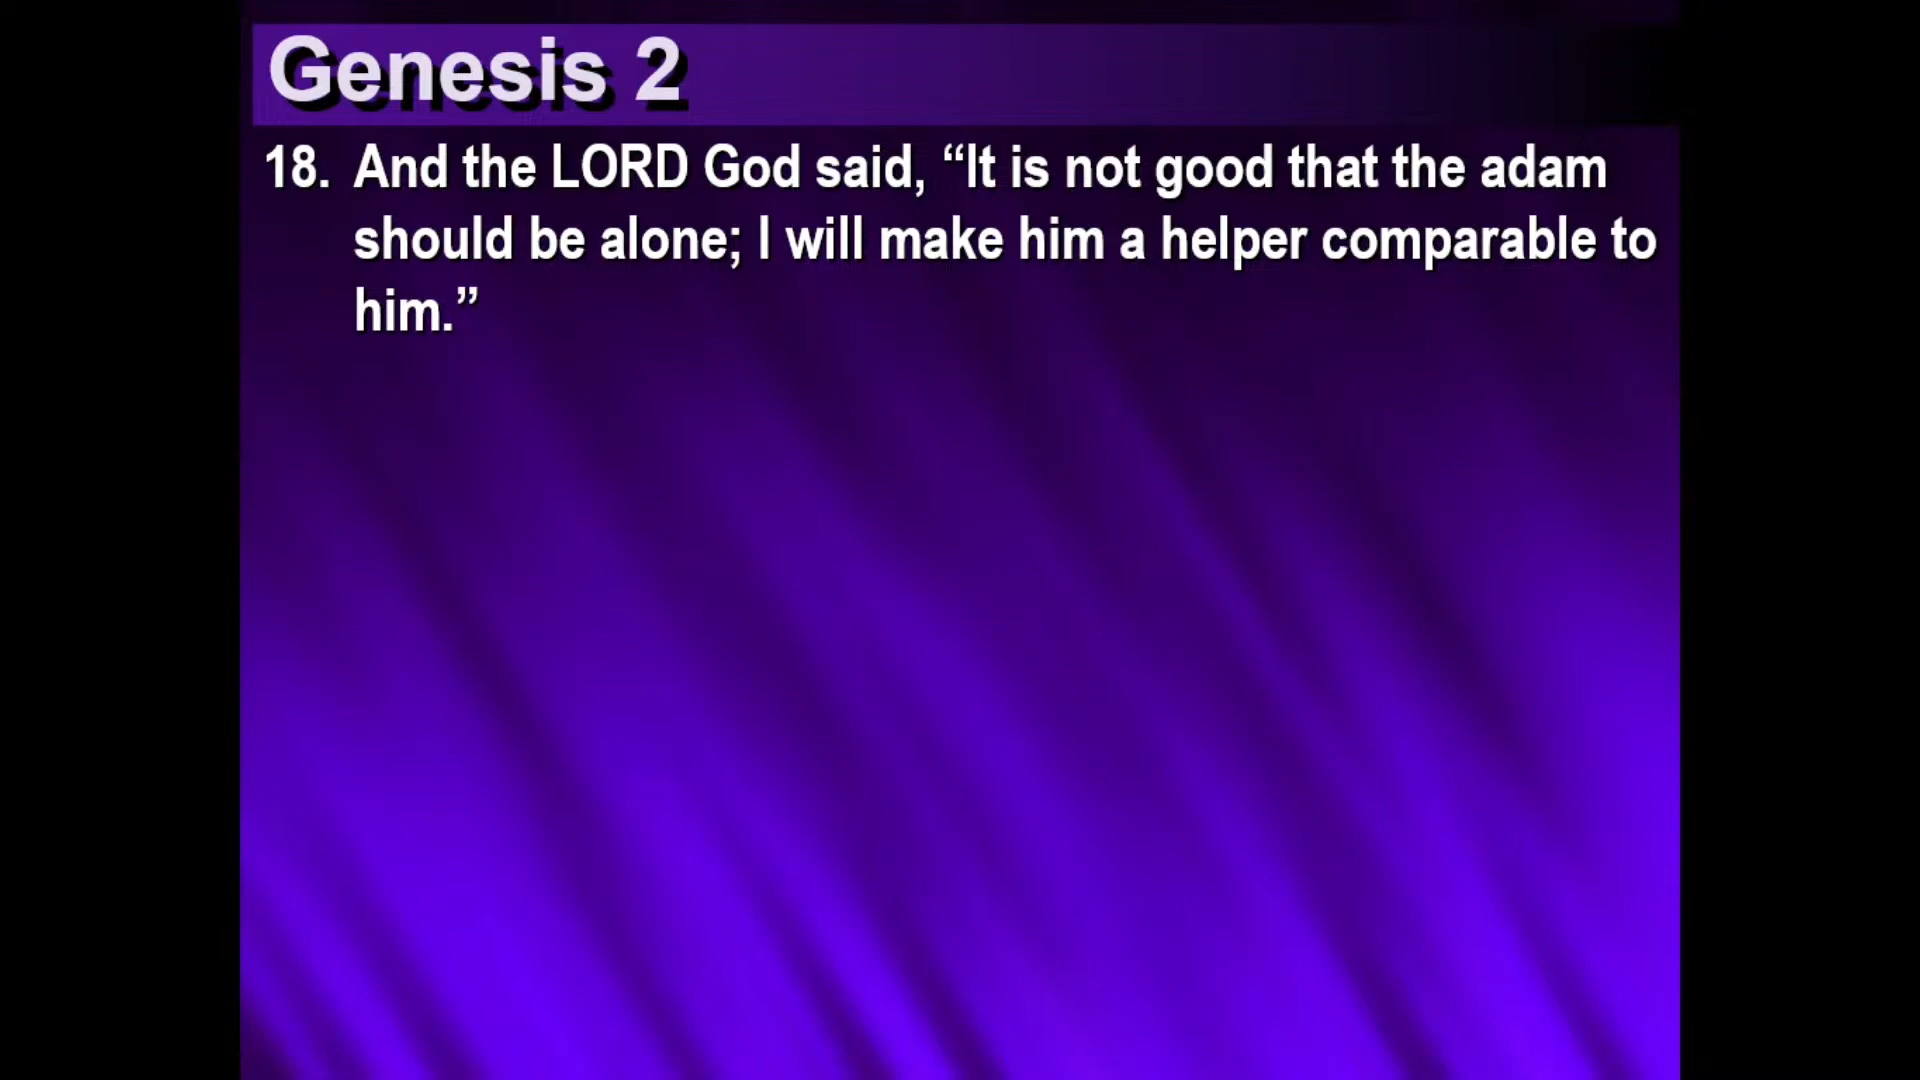 Genesis 2
18. And the LORD God said, “It is not good that the adam
should be alone; I will make him a helper comparable to
him.”